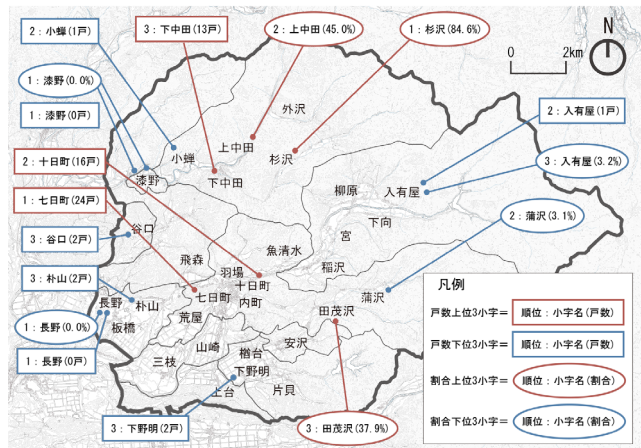 2：小蝉(1戸)
3：下中田(13戸)
2：上中田(45.0%)
1：杉沢(84.6%)
N
0 2km
1：漆野(0.0%)
1：漆野(0戸)
2：十日町(16戸)
1：七日町(24戸)
3：谷口(2戸)
3：朴山(2戸)
1：長野(0.0%)
1：長野(0戸)
3：下野明(2戸)
3：田茂沢(37.9%)
2：入有屋(1戸)
3：入有屋(3.2%)
2：蒲沢(3.1%)
外沢
上中田
小蝉
杉沢
漆野
下中田
柳原
入有屋
谷口
下向
宮
魚清水
飛森
稲沢
羽場
十日町
蒲沢
七日町
内町
長野
朴山
板橋
荒屋
田茂沢
安沢
山崎
楢台
三枝
下野明
上台
片貝
凡例
戸数上位3小字＝ 順位：小字名(戸数)
戸数下位3小字＝ 順位：小字名(戸数)
割合上位3小字＝ 順位：小字名(割合)
割合下位3小字＝ 順位：小字名(割合)